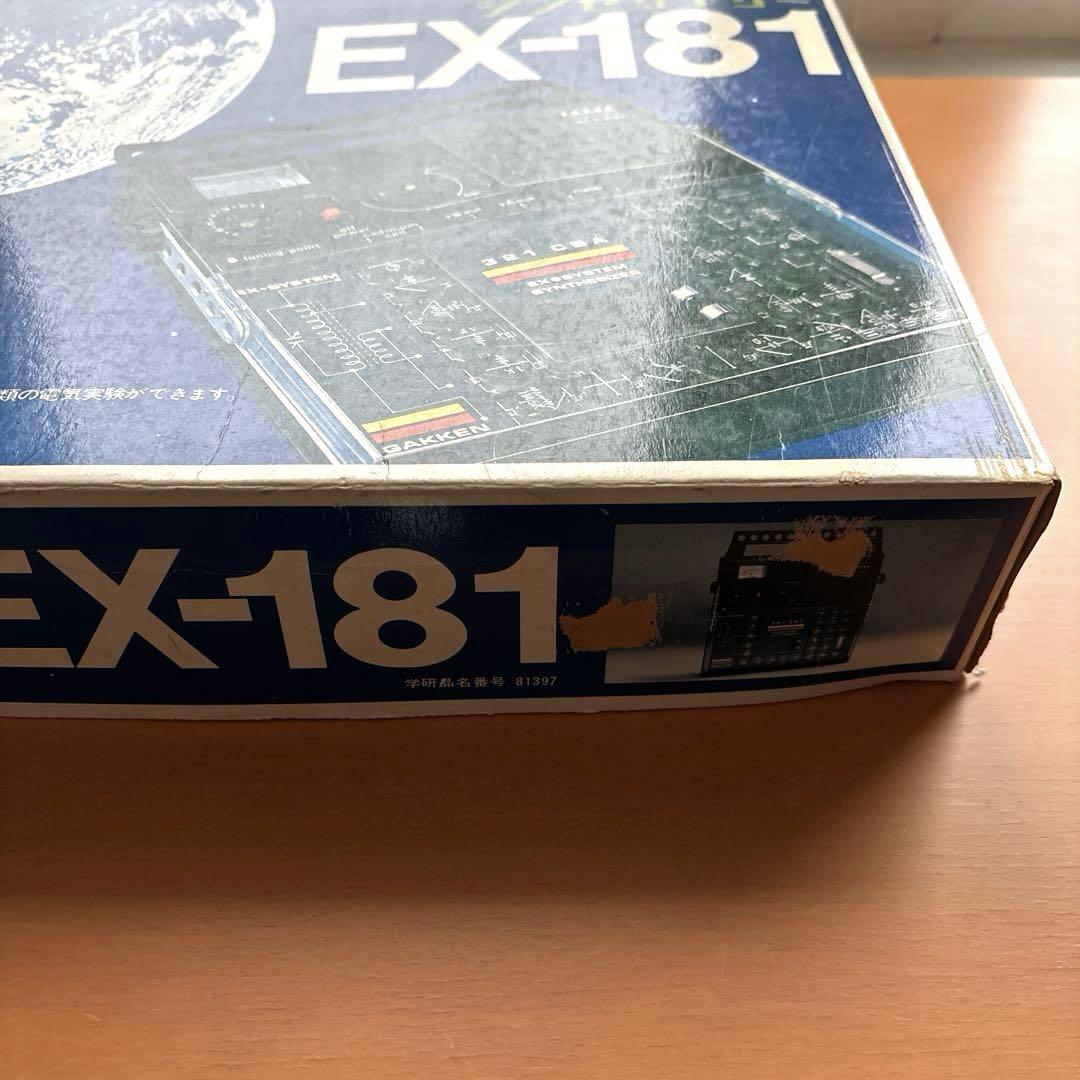 EX-181
321 CBA
EX★SYSTEM
SYNTHESIZER
Tuning point
EX★SYSTEM
類の電気実験ができます。
GAKKEN
EX-181
学研品名番号 81397